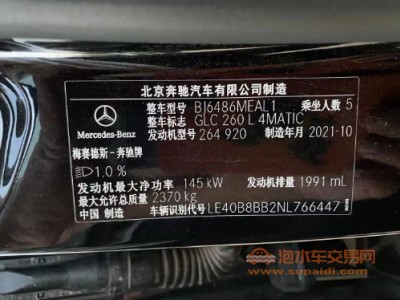 北京奔驰汽车有限公司制造
整车型号 BJ6486MEAL1 乘坐人数 5
整车标志 GLC 260 L 4MATIC
Mercedes-Benz 发动机型号 264 920 制造年月 2021-10
梅赛德斯-奔驰牌
1.0%
发动机最大净功率 145 kW 发动机排量 1991 mL
最大允许总质量 2370 kg
中国 制造 车辆识别代号 LE40B8BB2NL766447
泡水车交易网
www.supaidi.com